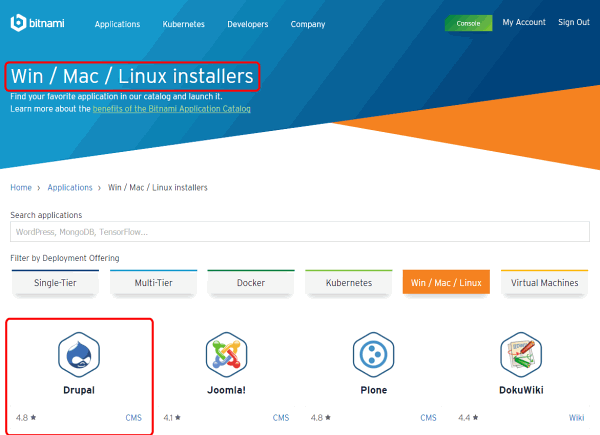 bitnami
Applications Kubernetes Developers Company
Console My Account Sign Out
Win / Mac / Linux installers
Find your favorite application in our catalog and launch it.
Learn more about the benefits of the Bitnami Application Catalog
Home › Applications › Win / Mac / Linux installers
Search applications
WordPress, MongoDB, TensorFlow...
Filter by Deployment Offering
Single-Tier Multi-Tier Docker Kubernetes Win / Mac / Linux Virtual Machines
Drupal Joomla! Plone DokuWiki
4.8 ★ CMS 4.1 ★ CMS 4.8 ★ CMS 4.4 ★ Wiki